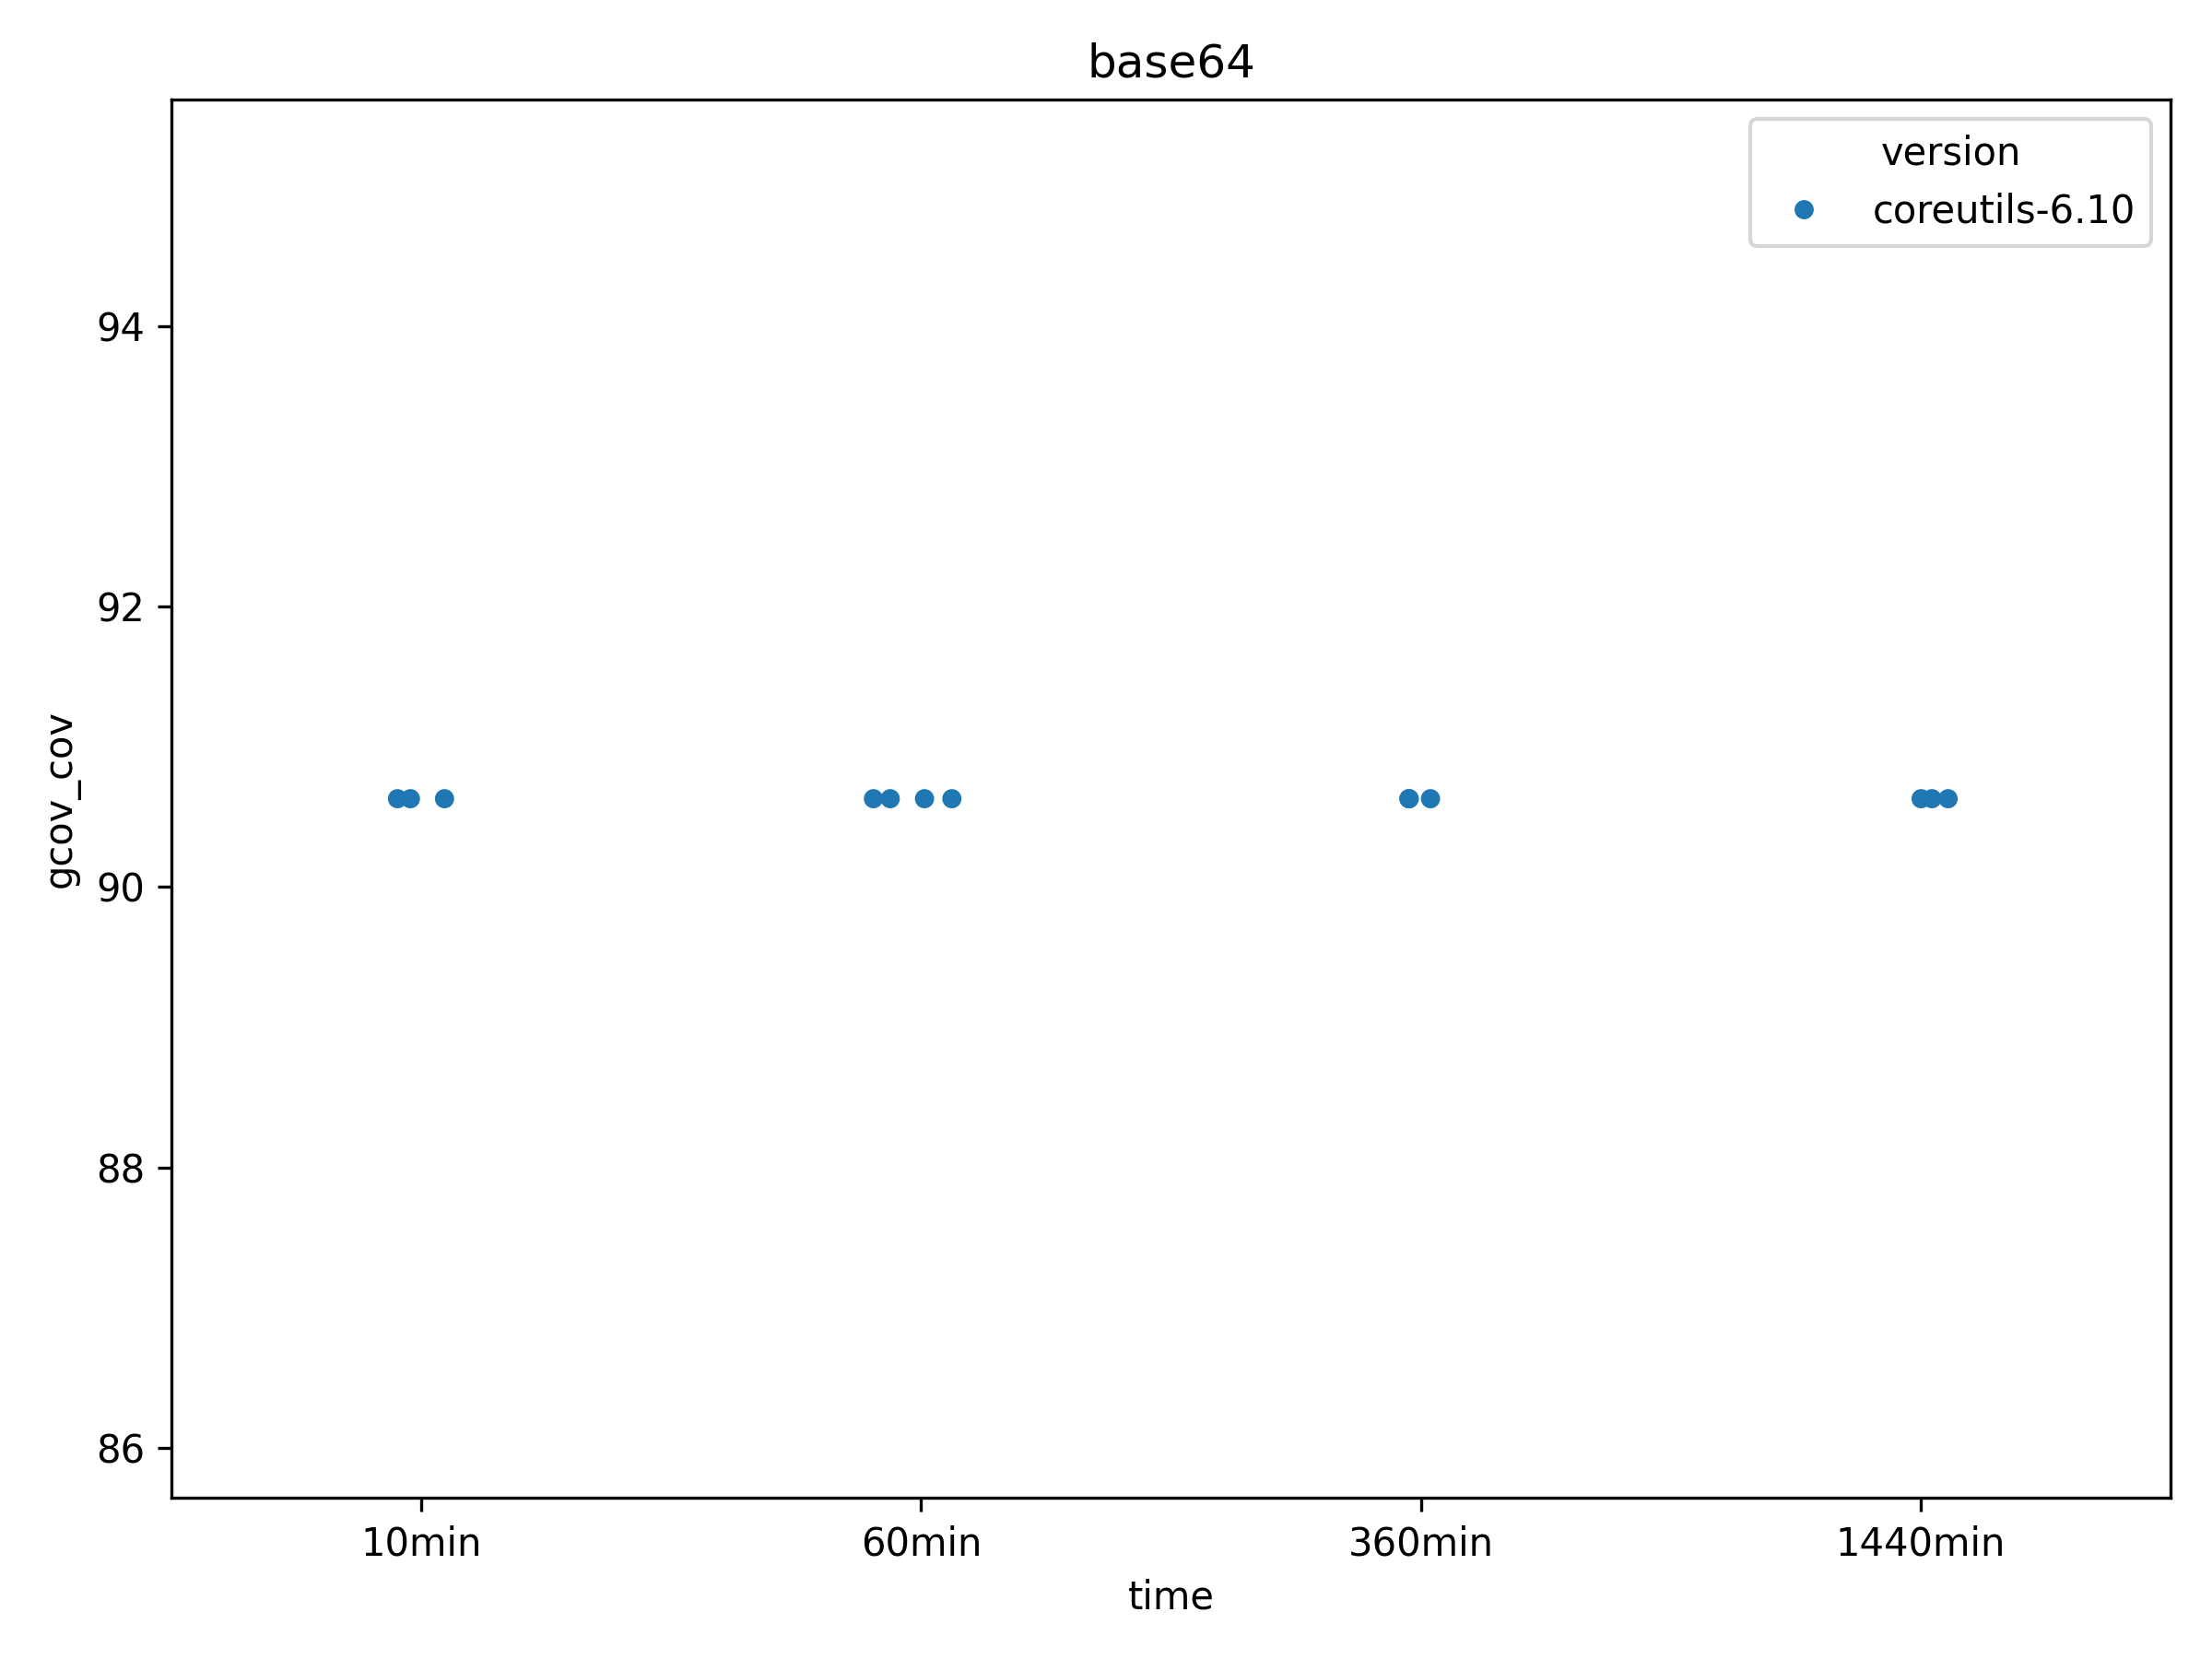 base64
version
coreutils-6.10
94
92
90
88
86
gcov_cov
10min
60min
360min
1440min
time